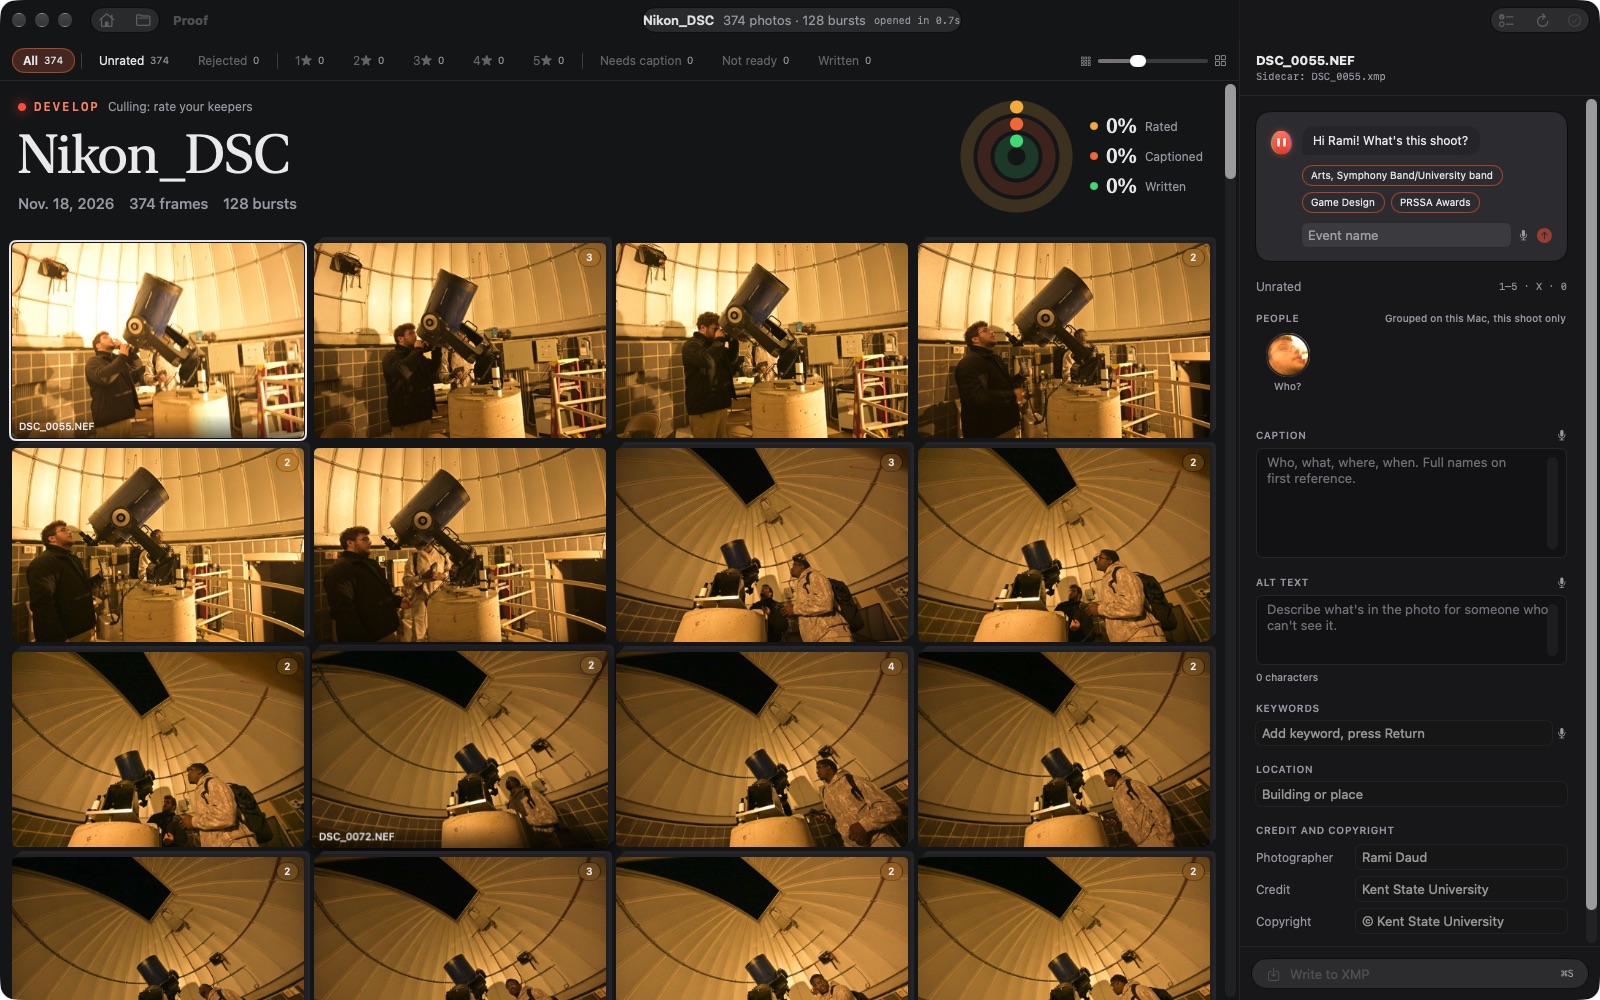 Proof
Nikon_DSC 374 photos · 128 bursts opened in 0.7s
All 374 Unrated 374 Rejected 0 1★ 0 2★ 0 3★ 0 4★ 0 5★ 0 Needs caption 0 Not ready 0 Written 0
DEVELOP Culling: rate your keepers
Nikon_DSC
Nov. 18, 2026 374 frames 128 bursts
0% Rated
0% Captioned
0% Written
3
2
DSC_0055.NEF
2
3
2
2
2
4
2
DSC_0072.NEF
2
3
2
2
DSC_0055.NEF
Sidecar: DSC_0055.xmp
Hi Rami! What's this shoot?
Arts, Symphony Band/University band
Game Design PRSSA Awards
Event name
Unrated 1–5 · X · 0
PEOPLE Grouped on this Mac, this shoot only
Who?
CAPTION
Who, what, where, when. Full names on
first reference.
ALT TEXT
Describe what's in the photo for someone who
can't see it.
0 characters
KEYWORDS
Add keyword, press Return
LOCATION
Building or place
CREDIT AND COPYRIGHT
Photographer Rami Daud
Credit Kent State University
Copyright © Kent State University
Write to XMP ⌘S